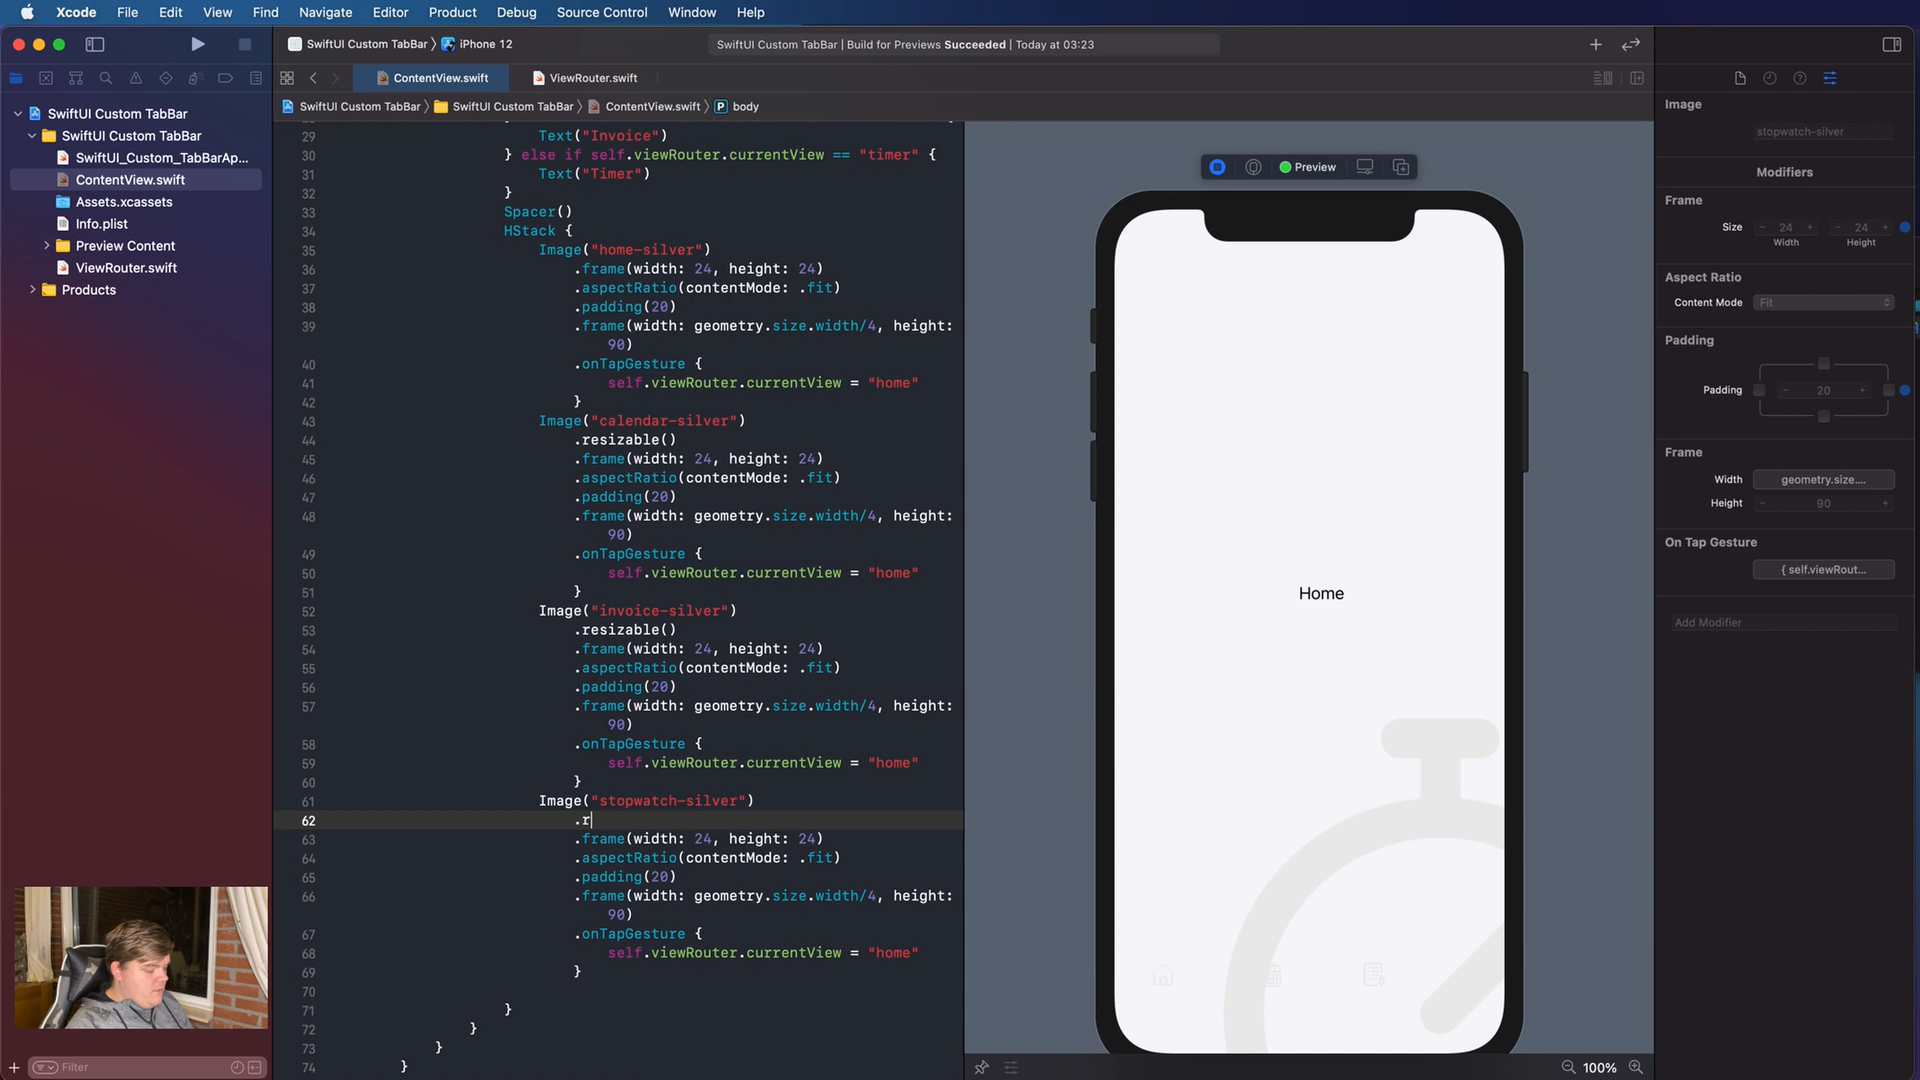 Xcode File Edit View Find Navigate Editor Product Debug Source Control Window Help
SwiftUI Custom TabBar iPhone 12
SwiftUI Custom TabBar | Build for Previews Succeeded | Today at 03:23
ContentView.swift ViewRouter.swift
SwiftUI Custom TabBar SwiftUI Custom TabBar ContentView.swift P body
SwiftUI Custom TabBar
SwiftUI Custom TabBar
SwiftUI_Custom_TabBarAp...
ContentView.swift
Assets.xcassets
Info.plist
Preview Content
ViewRouter.swift
Products
Filter
29 Text("Invoice")
30 } else if self.viewRouter.currentView == "timer" {
31 Text("Timer")
32 }
33 Spacer()
34 HStack {
35 Image("home-silver")
36 .frame(width: 24, height: 24)
37 .aspectRatio(contentMode: .fit)
38 .padding(20)
39 .frame(width: geometry.size.width/4, height:
90)
40 .onTapGesture {
41 self.viewRouter.currentView = "home"
42 }
43 Image("calendar-silver")
44 .resizable()
45 .frame(width: 24, height: 24)
46 .aspectRatio(contentMode: .fit)
47 .padding(20)
48 .frame(width: geometry.size.width/4, height:
90)
49 .onTapGesture {
50 self.viewRouter.currentView = "home"
51 }
52 Image("invoice-silver")
53 .resizable()
54 .frame(width: 24, height: 24)
55 .aspectRatio(contentMode: .fit)
56 .padding(20)
57 .frame(width: geometry.size.width/4, height:
90)
58 .onTapGesture {
59 self.viewRouter.currentView = "home"
60 }
61 Image("stopwatch-silver")
62 .r
63 .frame(width: 24, height: 24)
64 .aspectRatio(contentMode: .fit)
65 .padding(20)
66 .frame(width: geometry.size.width/4, height:
90)
67 .onTapGesture {
68 self.viewRouter.currentView = "home"
69 }
70
71 }
72 }
73 }
74 }
Preview
Home
100%
Image
stopwatch-silver
Modifiers
Frame
Size − 24 + − 24 +
Width Height
Aspect Ratio
Content Mode Fit
Padding
Padding − 20 +
Frame
Width geometry.size....
Height − 90 +
On Tap Gesture
{ self.viewRout...
Add Modifier